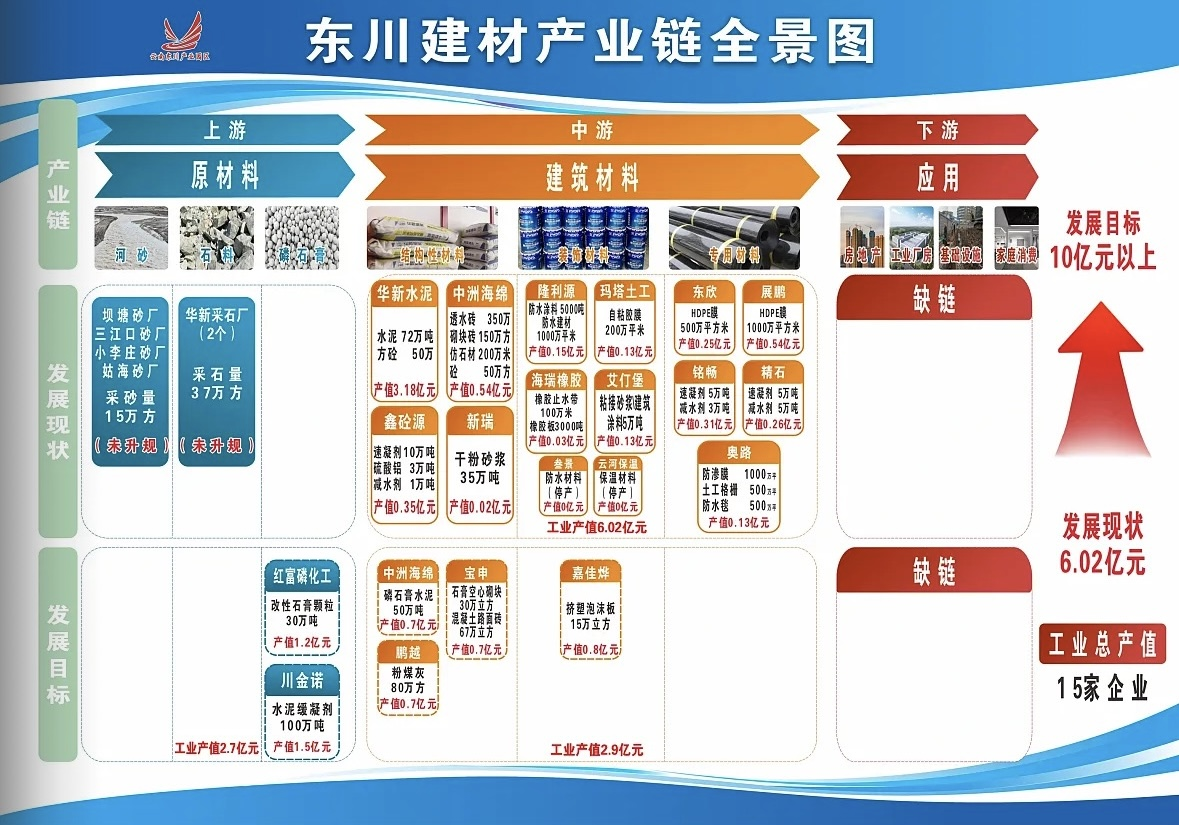 云南东川产业园区
东川建材产业链全景图
产业链
上游
中游
下游
原材料
建筑材料
应用
河砂
石料
磷石膏
结构性材料
装饰材料
专用材料
房地产
工业厂房
基础设施
家庭消费
发展目标
10亿元以上
发展现状
坝塘砂厂
三江口砂厂
小李庄砂厂
姑海砂厂
采砂量
15万方
(未升规)
华新采石厂
(2个)
采石量
37万方
(未升规)
华新水泥
水泥 72万吨
方砼 50万
产值3.18亿元
中洲海绵
透水砖 350万
砌块砖 150万方
仿石材 200万米
砼 50万方
产值0.54亿元
鑫砼源
速凝剂10万吨
硫酸铝 3万吨
减水剂 1万吨
产值0.35亿元
新瑞
干粉砂浆
35万吨
产值0.02亿元
隆利源
防水涂料 5000吨
防水建材
1000万平米
产值0.15亿元
玛塔土工
自粘胶膜
200万平米
产值0.13亿元
海瑞橡胶
橡胶止水带
100万米
橡胶板3000吨
产值0.03亿元
艾仃堡
粘接砂浆\建筑
涂料5万吨
产值0.13亿元
叁景
防水材料
(停产)
产值0亿元
云河保温
保温材料
(停产)
产值0亿元
工业产值6.02亿元
东欣
HDPE膜
500万平方米
产值0.25亿元
展鹏
HDPE膜
1000万平方米
产值0.54亿元
铭畅
速凝剂 5万吨
减水剂 3万吨
产值0.31亿元
精石
速凝剂 5万吨
减水剂 5万吨
产值0.26亿元
奥路
防渗膜 1000万平
土工格栅 500万平
防水毯 500万平
产值0.13亿元
缺链
发展现状
6.02亿元
发展目标
红富磷化工
改性石膏颗粒
30万吨
产值1.2亿元
川金诺
水泥缓凝剂
100万吨
产值1.5亿元
工业产值2.7亿元
中洲海绵
磷石膏水泥
50万吨
产值0.7亿元
宝申
石膏空心砌块
30万立方
混凝土路面砖
67万立方
产值0.7亿元
鹏越
粉煤灰
80万方
产值0.7亿元
嘉佳烨
挤塑泡沫板
15万立方
产值0.8亿元
工业产值2.9亿元
缺链
工业总产值
15家企业